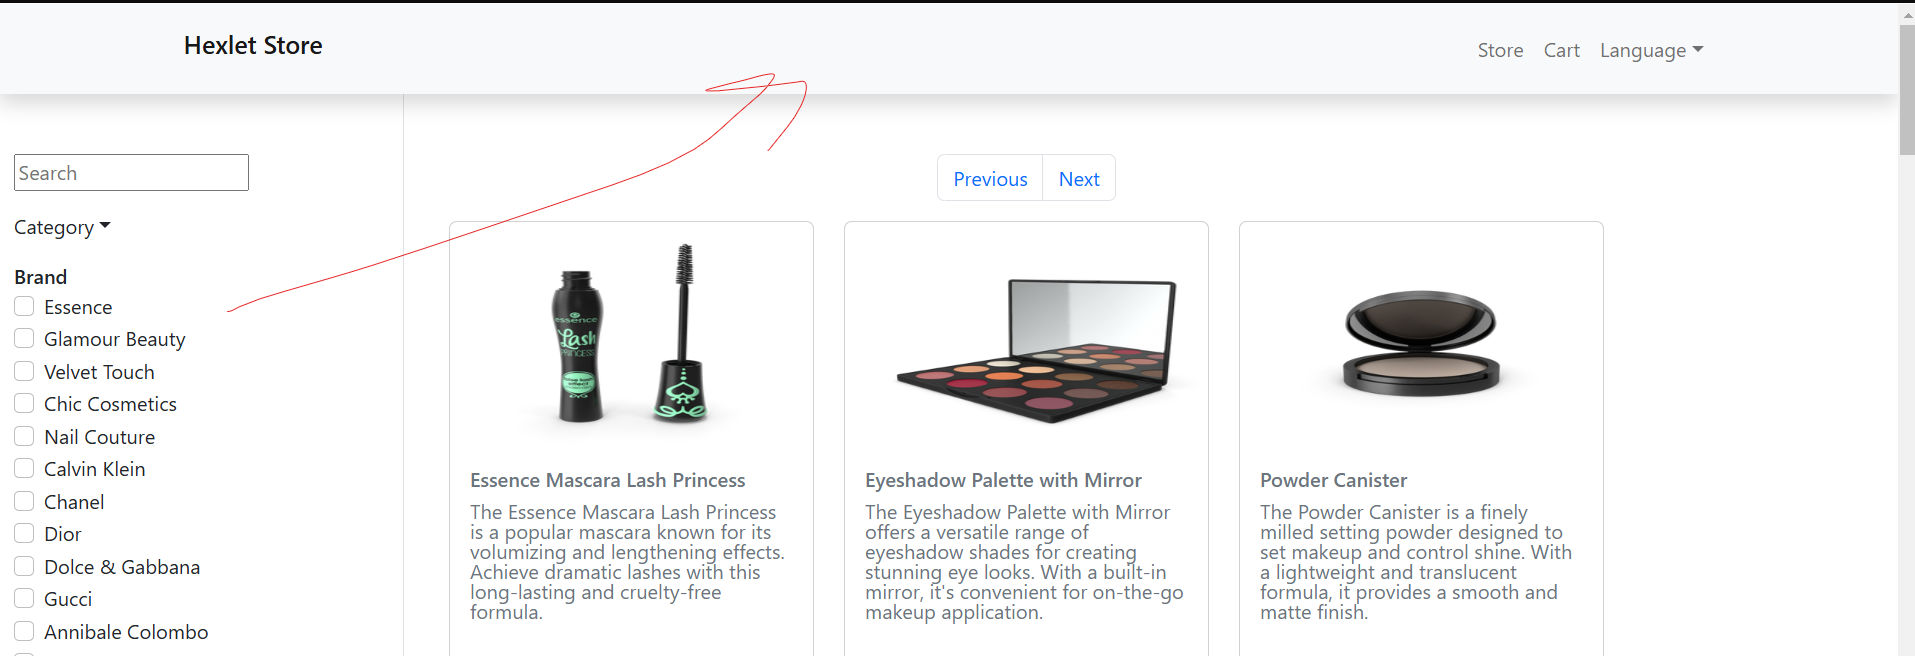 Hexlet Store
Store Cart Language
Search
Category
Brand
Essence
Glamour Beauty
Velvet Touch
Chic Cosmetics
Nail Couture
Calvin Klein
Chanel
Dior
Dolce & Gabbana
Gucci
Annibale Colombo
Previous Next
essence
Lash
PRINCESS
Essence Mascara Lash Princess
The Essence Mascara Lash Princess
is a popular mascara known for its
volumizing and lengthening effects.
Achieve dramatic lashes with this
long-lasting and cruelty-free
formula.
Eyeshadow Palette with Mirror
The Eyeshadow Palette with Mirror
offers a versatile range of
eyeshadow shades for creating
stunning eye looks. With a built-in
mirror, it's convenient for on-the-go
makeup application.
Powder Canister
The Powder Canister is a finely
milled setting powder designed to
set makeup and control shine. With
a lightweight and translucent
formula, it provides a smooth and
matte finish.